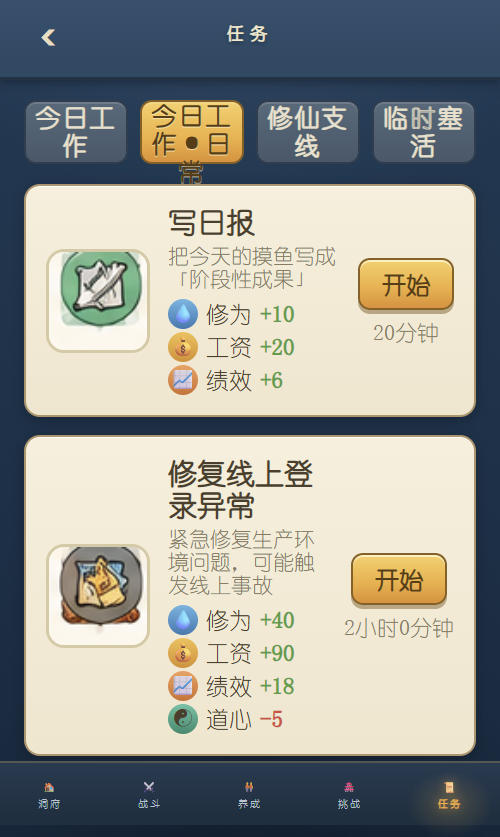 任务
今日工
作
今日工
作●日
常
修仙支
线
临时塞
活
写日报
把今天的摸鱼写成
「阶段性成果」
修为 +10
工资 +20
绩效 +6
开始
20分钟
修复线上登
录异常
紧急修复生产环
境问题，可能触
发线上事故
修为 +40
工资 +90
绩效 +18
道心 -5
开始
2小时0分钟
洞府
战斗
养成
挑战
任务